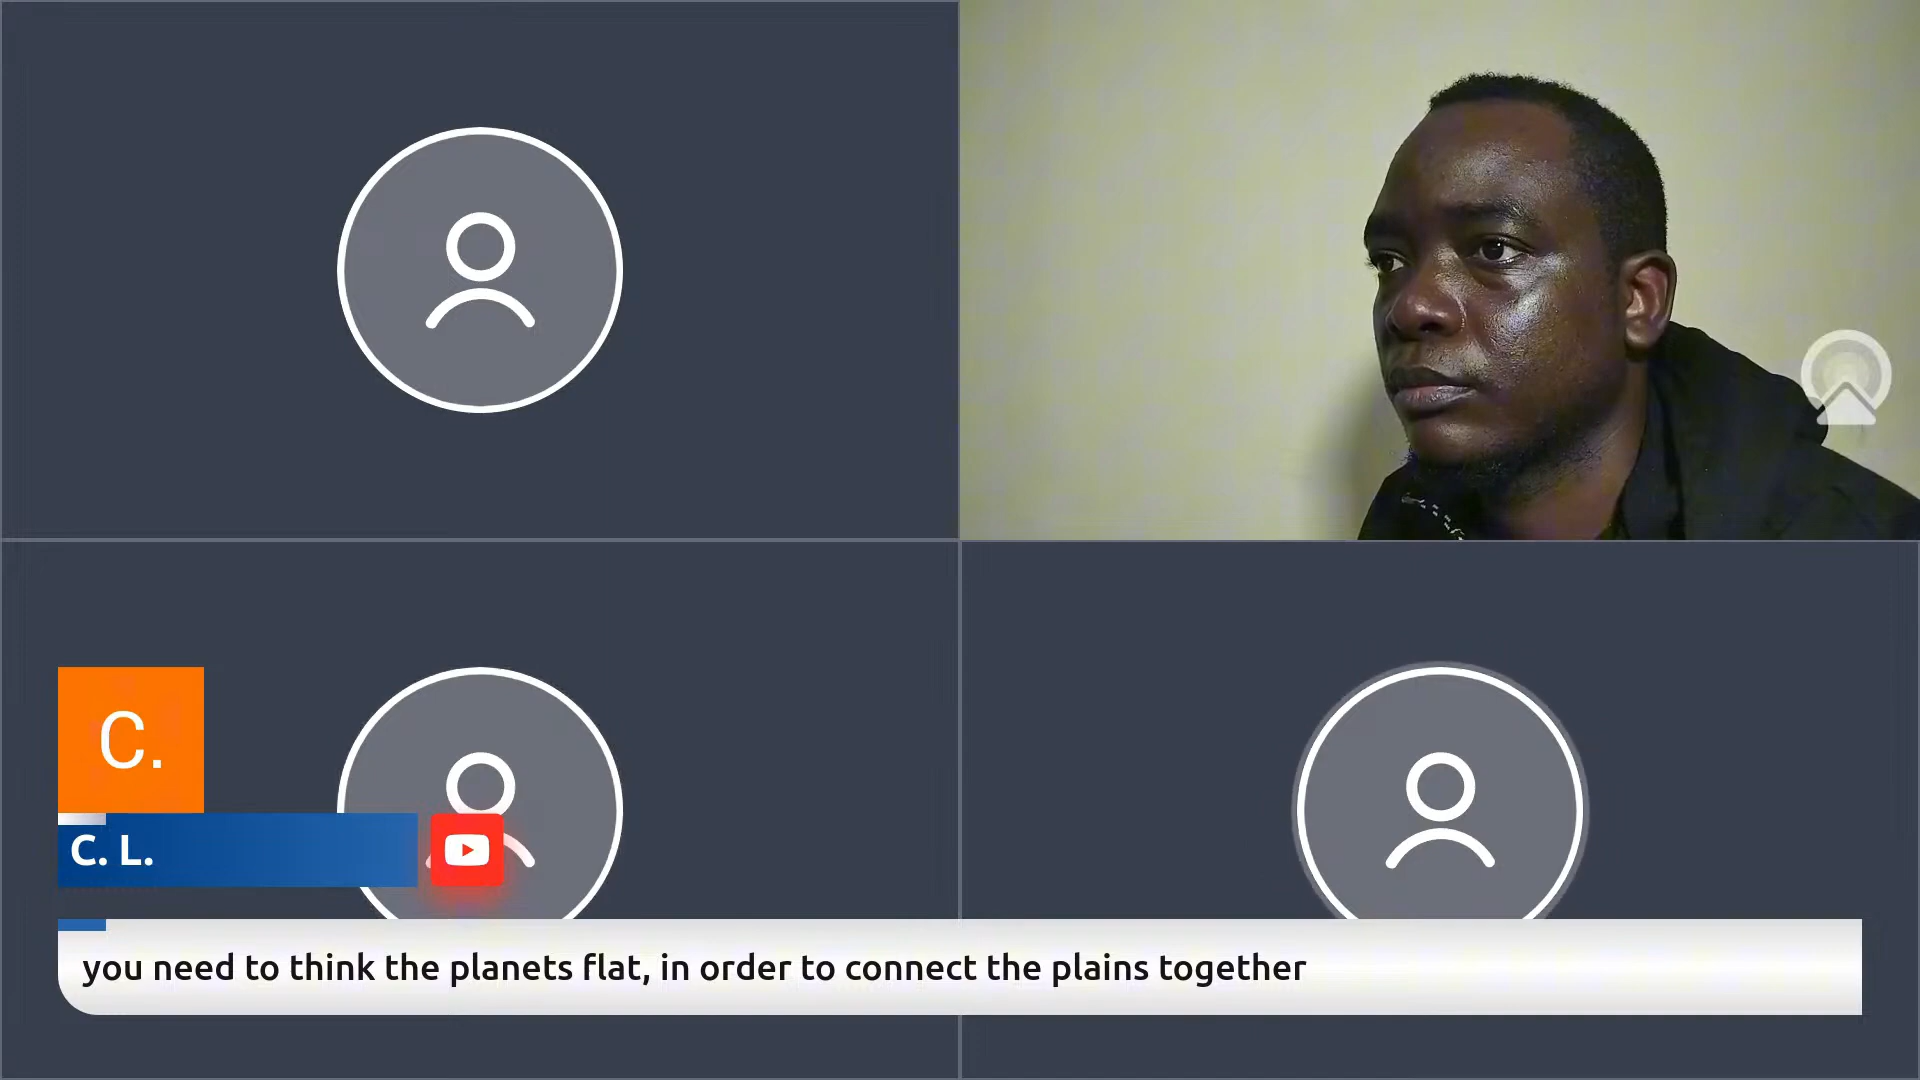 C.
C. L.
you need to think the planets flat, in order to connect the plains together